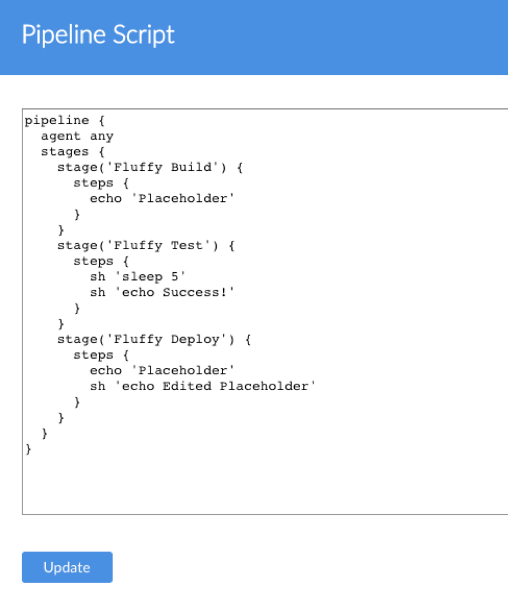 Pipeline Script
pipeline {
  agent any
  stages {
    stage('Fluffy Build') {
      steps {
        echo 'Placeholder'
      }
    }
    stage('Fluffy Test') {
      steps {
        sh 'sleep 5'
        sh 'echo Success!'
      }
    }
    stage('Fluffy Deploy') {
      steps {
        echo 'Placeholder'
        sh 'echo Edited Placeholder'
      }
    }
  }
}
Update